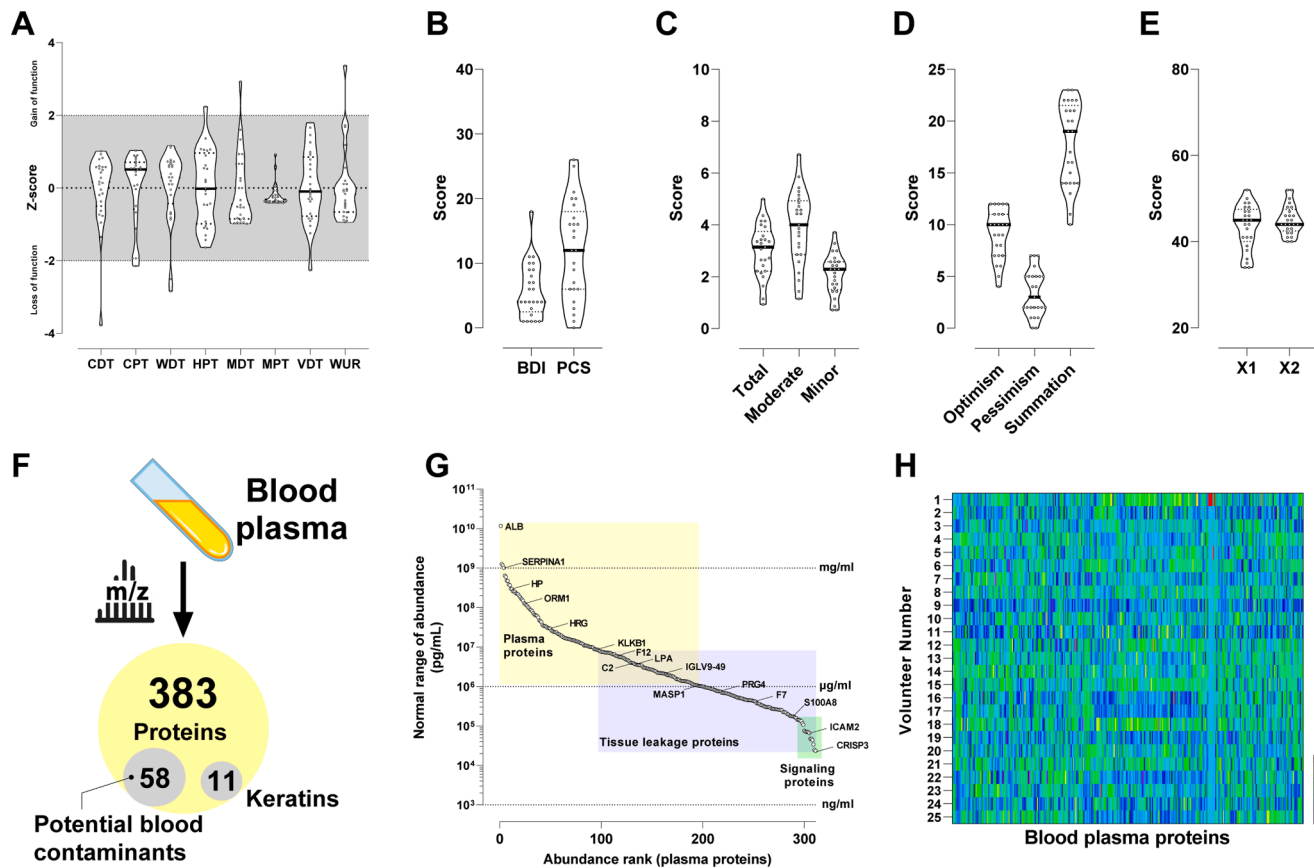 A
B
C
D
E
Gain of function
Z-score
Loss of function
4
2
0
-2
-4
CDT CPT WDT HPT MDT MPT VDT WUR
Score
40
30
20
10
0
BDI PCS
Score
10
8
6
4
2
0
Total
Moderate
Minor
Score
25
20
15
10
5
0
Optimism
Pessimism
Summation
Score
80
60
40
20
X1 X2
F
Blood
plasma
m/z
383
Proteins
58
11
Keratins
Potential blood
contaminants
G
Normal range of abundance
(pg/mL)
10¹¹
10¹⁰
10⁹
10⁸
10⁷
10⁶
10⁵
10⁴
10³
ALB
SERPINA1
mg/ml
HP
ORM1
HRG
Plasma
proteins
KLKB1
F12
C2
LPA
IGLV9-49
µg/ml
MASP1
PRG4
F7
S100A8
Tissue leakage proteins
ICAM2
CRISP3
Signaling
proteins
ng/ml
0 100 200 300
Abundance rank (plasma proteins)
H
Volunteer Number
1
2
3
4
5
6
7
8
9
10
11
12
13
14
15
16
17
18
19
20
21
22
23
24
25
Blood plasma proteins